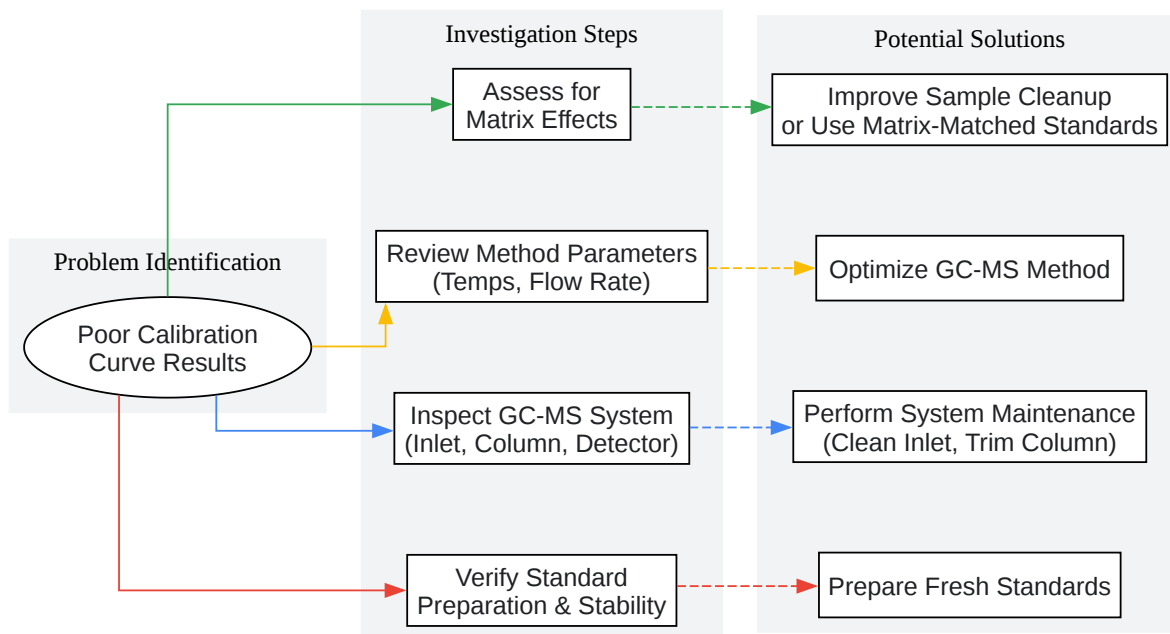 Problem Identification
Poor Calibration
Curve Results
Investigation Steps
Assess for
Matrix Effects
Review Method Parameters
(Temps, Flow Rate)
Inspect GC-MS System
(Inlet, Column, Detector)
Verify Standard
Preparation & Stability
Potential Solutions
Improve Sample Cleanup
or Use Matrix-Matched Standards
Optimize GC-MS Method
Perform System Maintenance
(Clean Inlet, Trim Column)
Prepare Fresh Standards